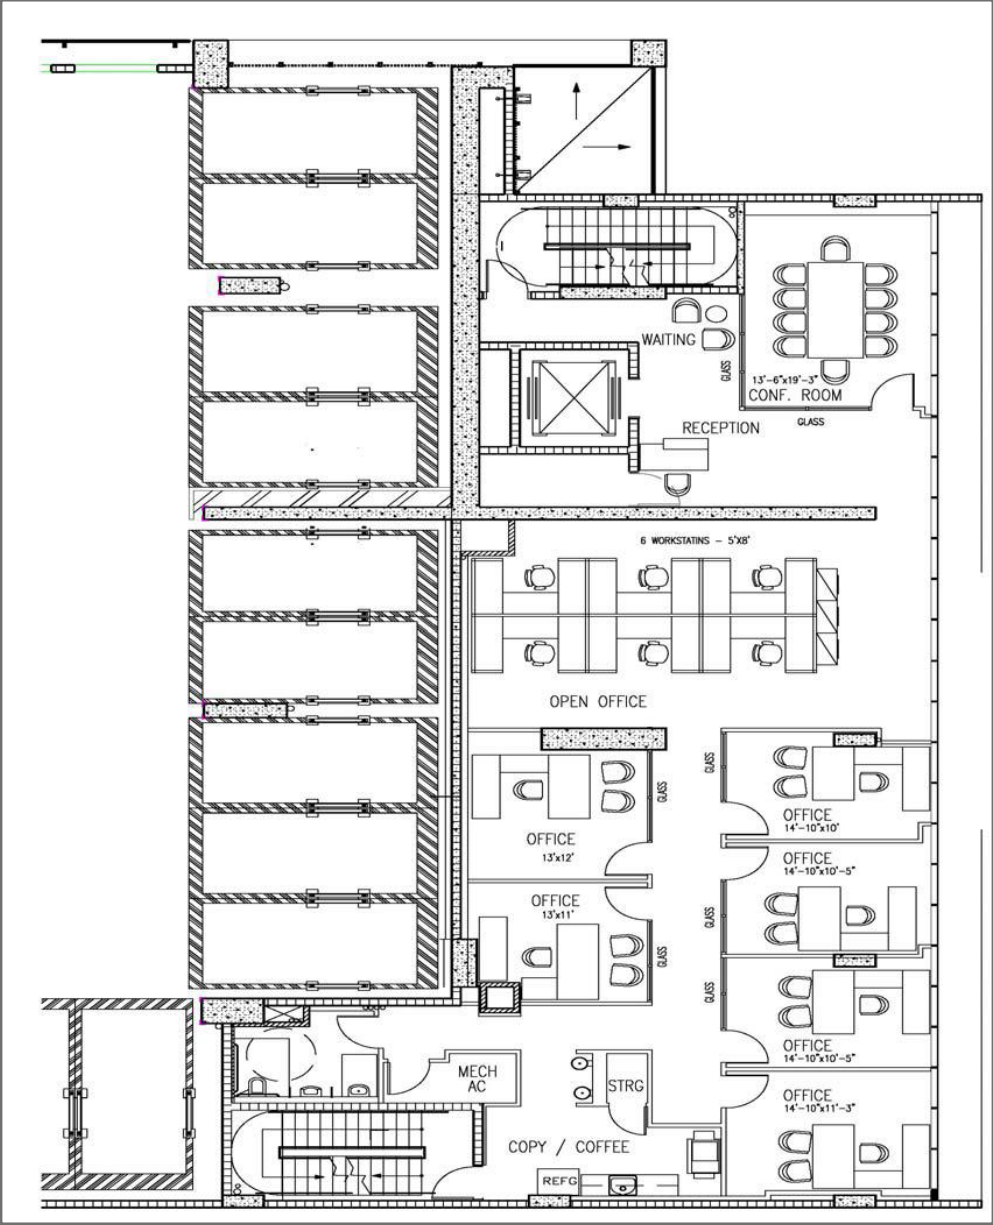 WAITING
GLASS
13'-6"x19'-3"
CONF. ROOM
GLASS
RECEPTION
6 WORKSTATINS - 5'X8'
OPEN OFFICE
GLASS
GLASS
OFFICE
14'-10"x10'
OFFICE
13'x12'
OFFICE
14'-10"x10'-5"
OFFICE
13'x11'
GLASS
GLASS
GLASS
OFFICE
14'-10"x10'-5"
MECH
AC
STRG
OFFICE
14'-10"x11'-3"
COPY / COFFEE
REFG